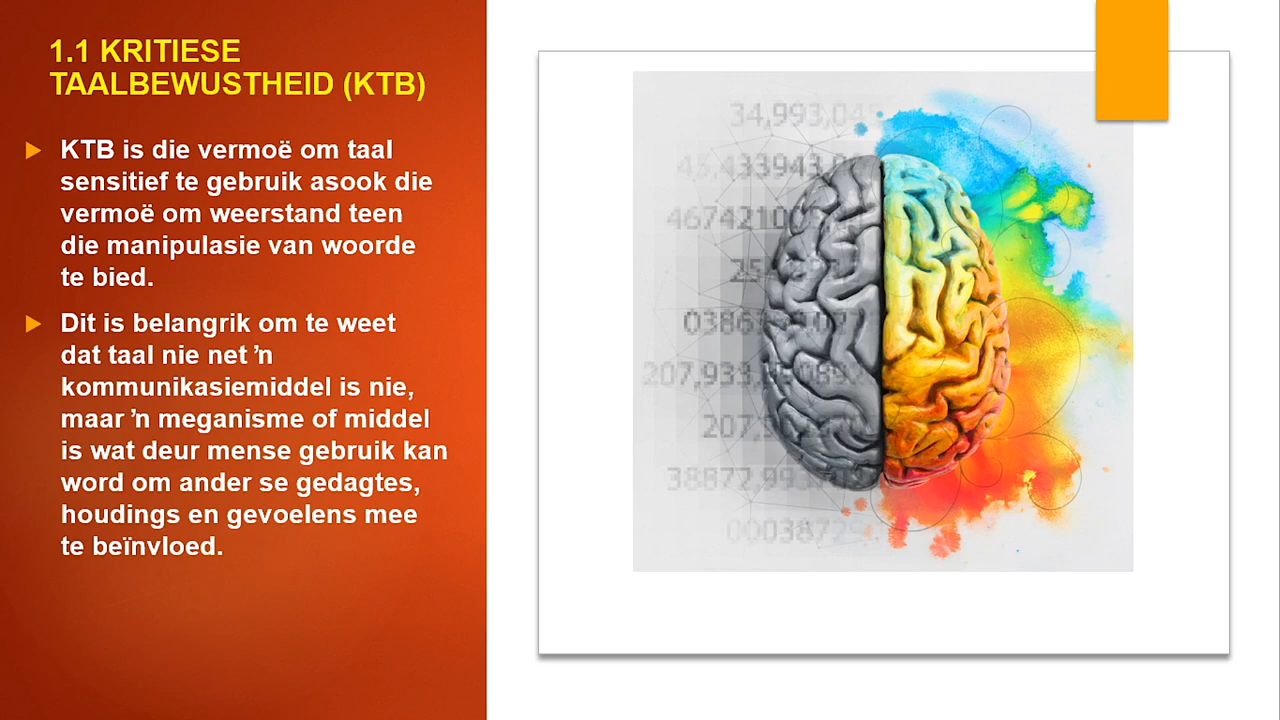 1.1 KRITIESE
TAALBEWUSTHEID (KTB)
KTB is die vermoë om taal
sensitief te gebruik asook die
vermoë om weerstand teen
die manipulasie van woorde
te bied.
Dit is belangrik om te weet
dat taal nie net ’n
kommunikasiemiddel is nie,
maar ’n meganisme of middel
is wat deur mense gebruik kan
word om ander se gedagtes,
houdings en gevoelens mee
te beïnvloed.